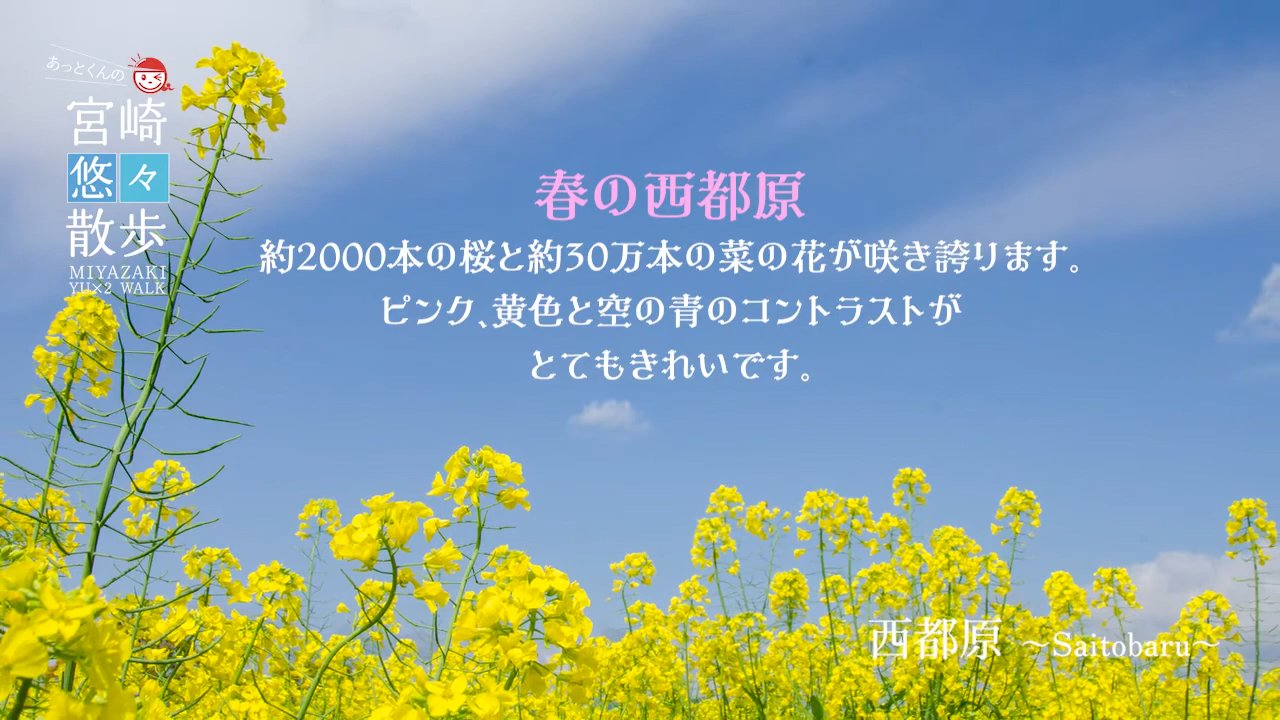 あっとくんの
宮崎
悠々
散歩
MIYAZAKI
YU×2 WALK
春の西都原
約2000本の桜と約30万本の菜の花が咲き誇ります。
ピンク、黄色と空の青のコントラストが
とてもきれいです。
西都原 〜Saitobaru〜